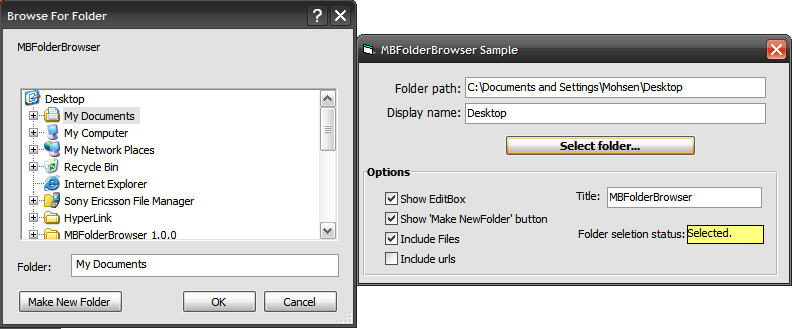 Browse For Folder
MBFolderBrowser
Desktop
My Documents
My Computer
My Network Places
Recycle Bin
Internet Explorer
Sony Ericsson File Manager
HyperLink
MBFolderBrowser 1.0.0
Folder: My Documents
Make New Folder OK Cancel
MBFolderBrowser Sample
Folder path: C:\Documents and Settings\Mohsen\Desktop
Display name: Desktop
Select folder...
Options
Show EditBox
Show 'Make NewFolder' button
Include Files
Include urls
Title: MBFolderBrowser
Folder seletion status: Selected.